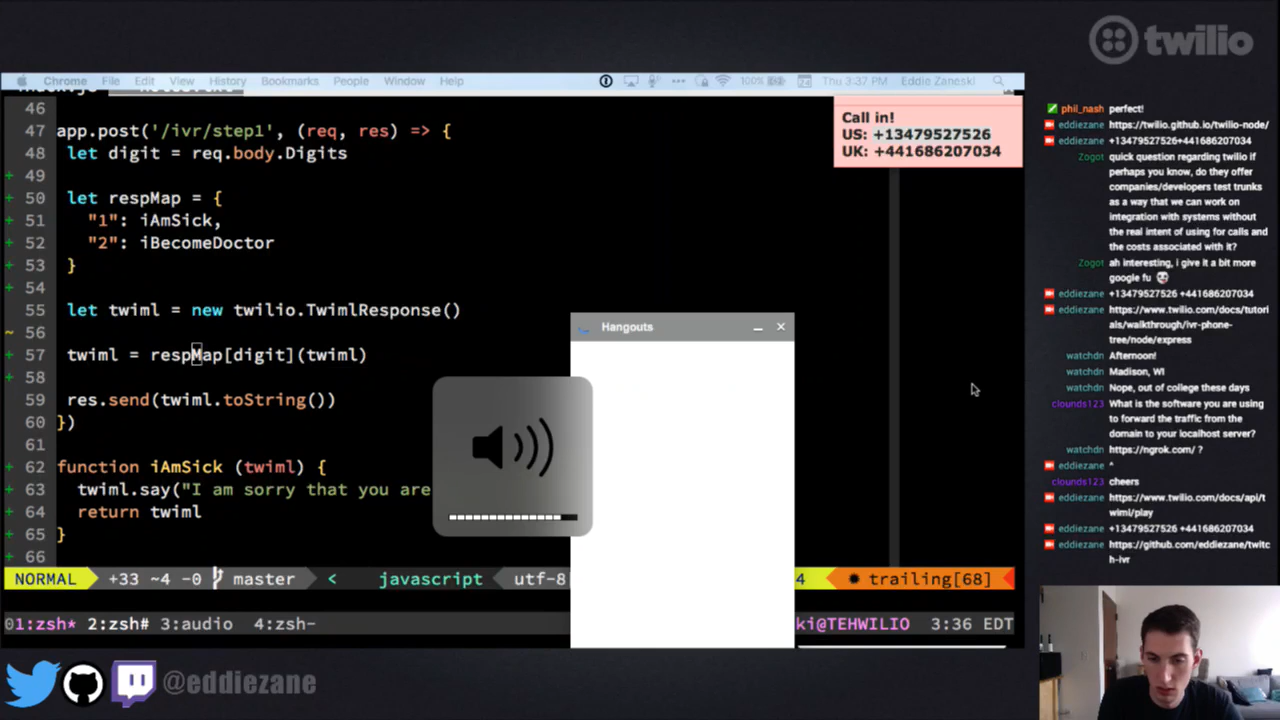 twilio
Chrome File Edit View History Bookmarks People Window Help 100% Thu 3:37 PM Eddie Zaneski
46
47 app.post('/ivr/step1', (req, res) => {
48 let digit = req.body.Digits
+ 49
+ 50 let respMap = {
+ 51 "1": iAmSick,
+ 52 "2": iBecomeDoctor
+ 53 }
+ 54
55 let twiml = new twilio.TwimlResponse()
~ 56
+ 57 twiml = respMap[digit](twiml)
+ 58
59 res.send(twiml.toString())
60 })
61
+ 62 function iAmSick (twiml) {
+ 63 twiml.say("I am sorry that you are
+ 64 return twiml
+ 65 }
+ 66
NORMAL +33 ~4 -0 master < javascript utf-8 4 trailing[68]
01:zsh* 2:zsh# 3:audio 4:zsh- ki@TEHWILIO 3:36 EDT
Call in!
US: +13479527526
UK: +441686207034
Hangouts
phil_nash perfect!
eddiezane https://twilio.github.io/twilio-node/
eddiezane +13479527526+441686207034
Zogot quick question regarding twilio if
perhaps you know, do they offer
companies/developers test trunks
as a way that we can work on
integration with systems without
the real intent of using for calls and
the costs associated with it?
Zogot ah interesting, i give it a bit more
google fu
eddiezane +13479527526 +441686207034
eddiezane https://www.twilio.com/docs/tutori
als/walkthrough/ivr-phone-
tree/node/express
watchdn Afternoon!
watchdn Madison, WI!
watchdn Nope, out of college these days
clounds123 What is the software you are using
to forward the traffic from the
domain to your localhost server?
watchdn https://ngrok.com/ ?
eddiezane ^
clounds123 cheers
eddiezane https://www.twilio.com/docs/api/t
wiml/play
eddiezane +13479527526 +441686207034
eddiezane https://github.com/eddiezane/twitc
h-ivr
@eddiezane